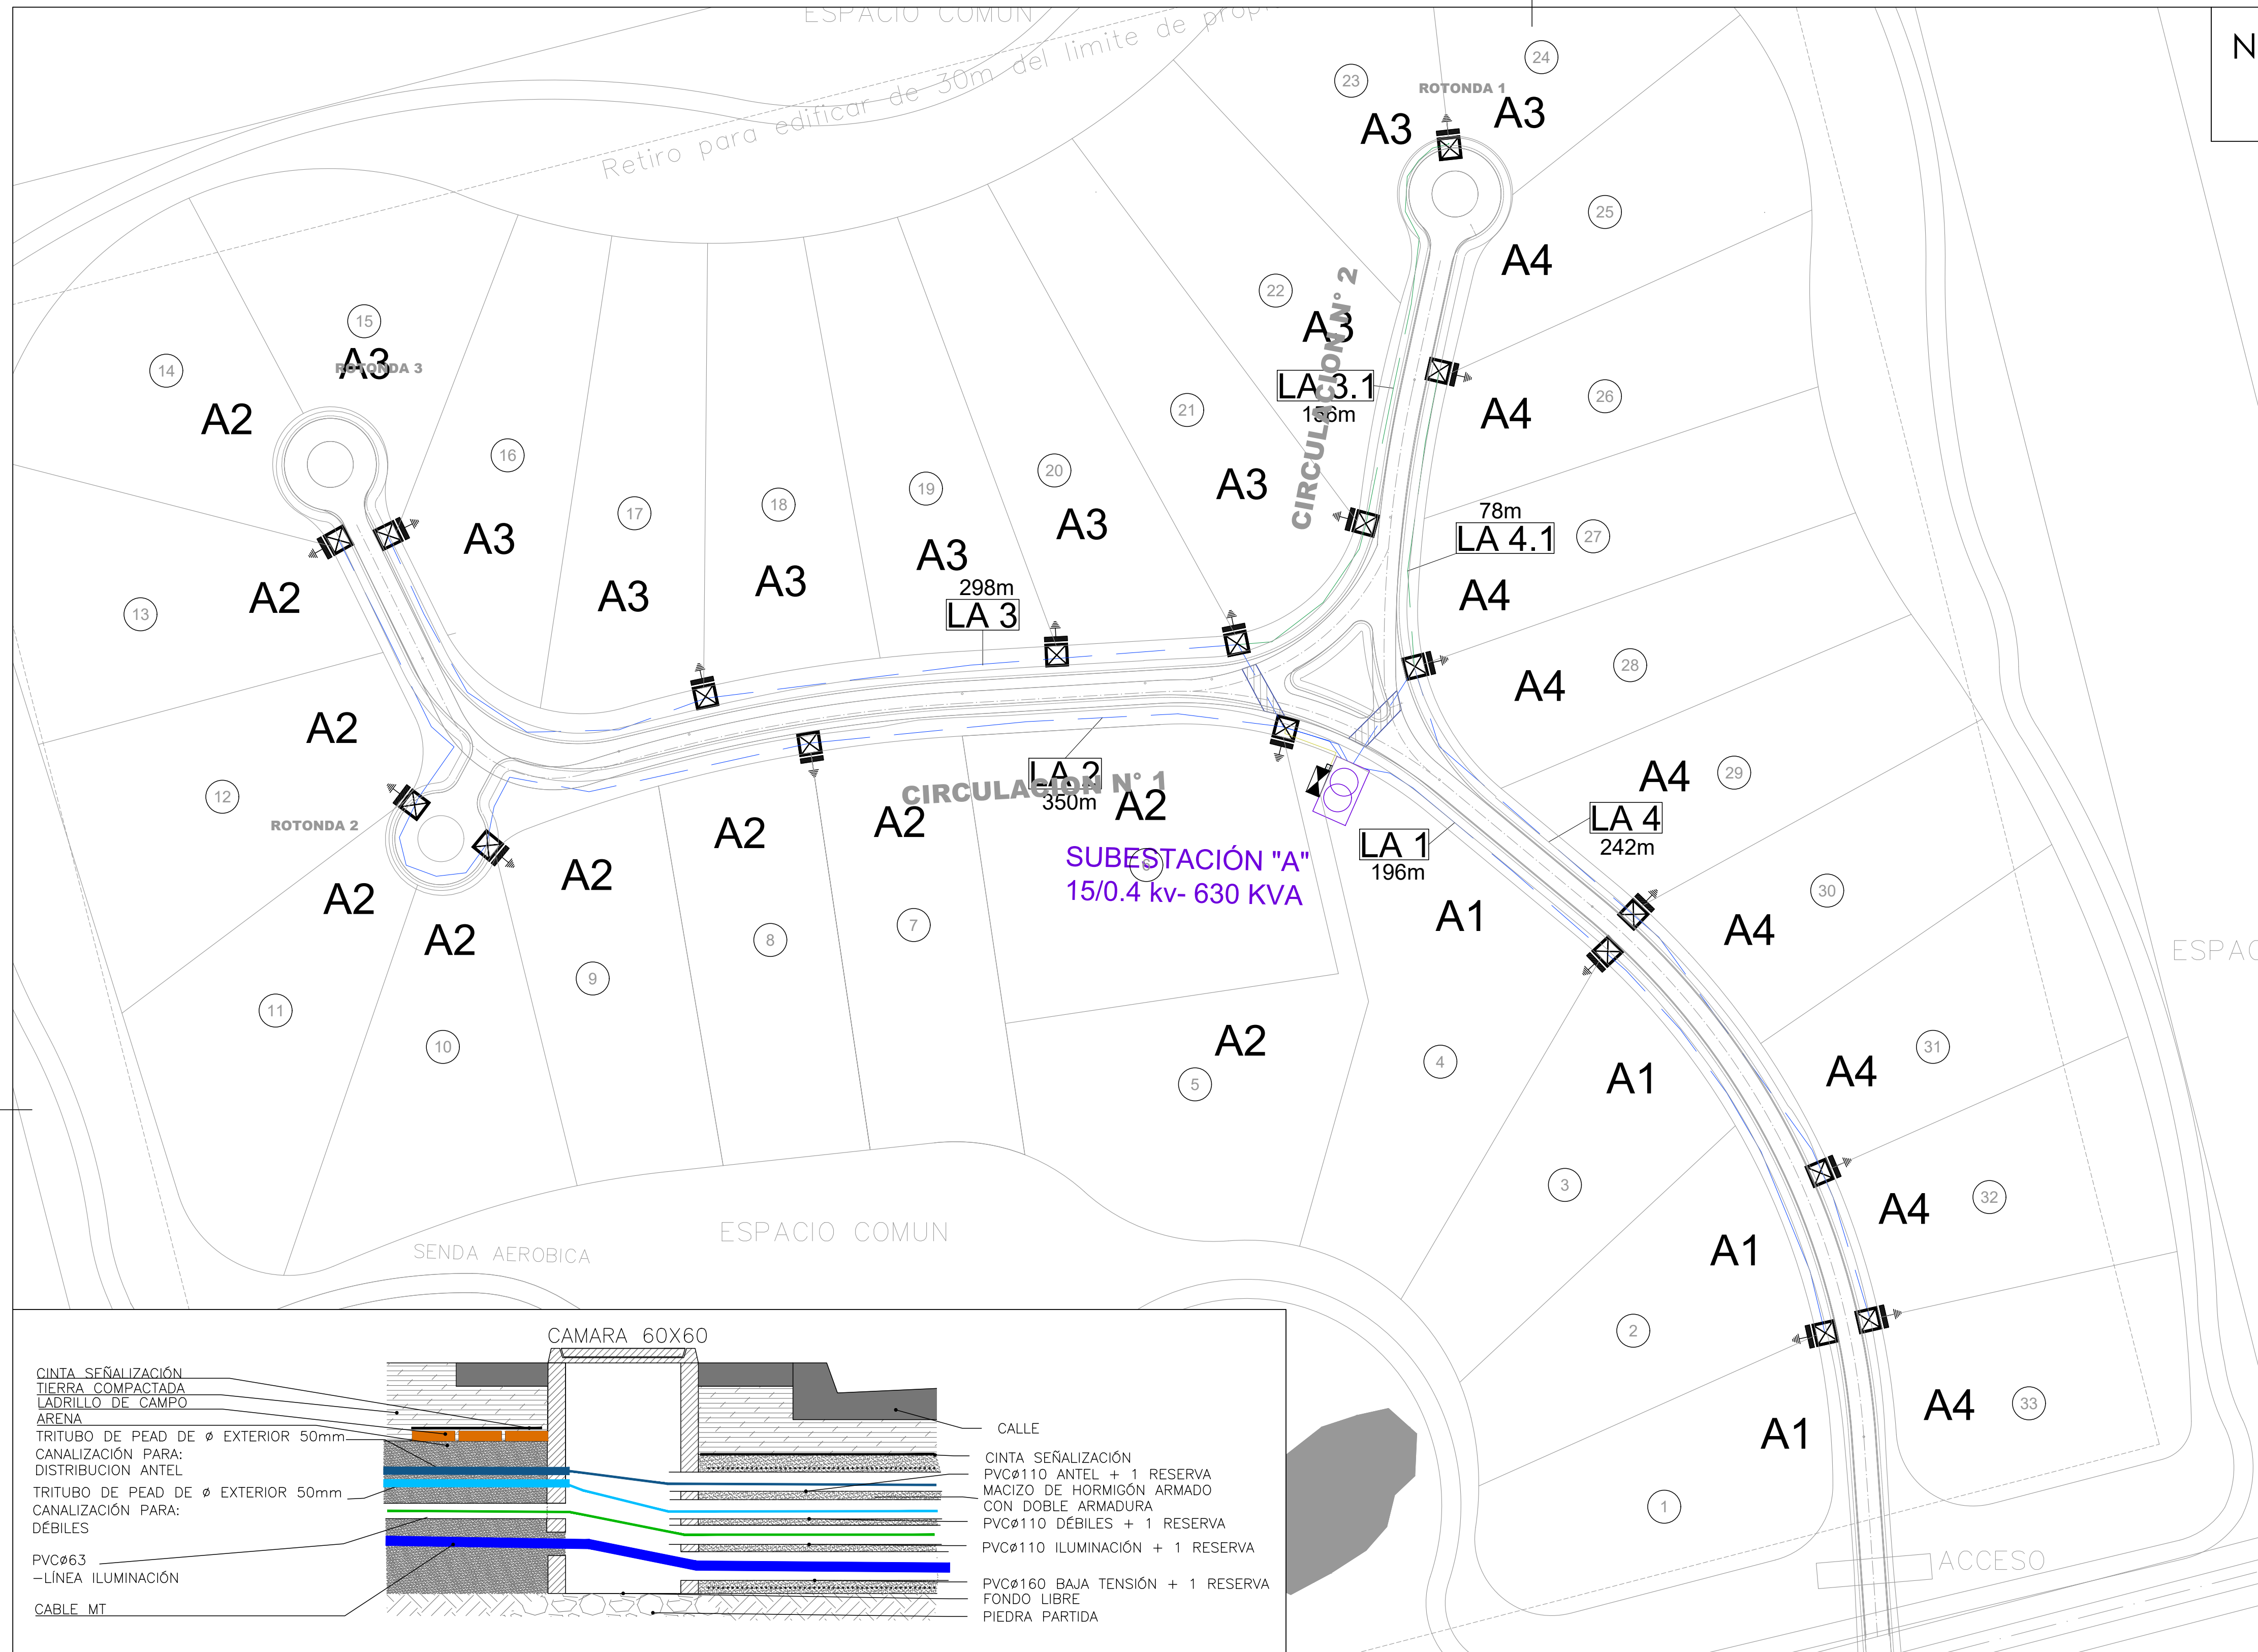 ESPACIO COMUN
Retiro para edificar de 30m del limite de
N
23
24
ROTONDA 1
A3
A3
25
A4
15
A3
ROTONDA 3
14
A2
22
A3
CIRCULACION N° 2
LA 3.1
156m
26
A4
21
A3
16
A3
17
A3
18
A3
19
A3
20
A3
298m
LA 3
78m
LA 4.1
27
A4
13
A2
28
A4
A2
12
ROTONDA 2
29
A4
LA 2
350m
CIRCULACION N° 1
A2
A2
A2
A2
LA 4
242m
LA 1
196m
SUBESTACIÓN "A"
6
15/0.4 kv- 630 KVA
A2
A2
30
A4
A1
7
8
9
11
10
ESPAC
A2
5
4
A1
31
A4
3
A1
32
A4
ESPACIO COMUN
SENDA AEROBICA
2
A1
33
A4
1
ACCESO
CAMARA 60X60
CINTA SEÑALIZACIÓN
TIERRA COMPACTADA
LADRILLO DE CAMPO
ARENA
TRITUBO DE PEAD DE ø EXTERIOR 50mm
CANALIZACIÓN PARA:
DISTRIBUCION ANTEL
TRITUBO DE PEAD DE ø EXTERIOR 50mm
CANALIZACIÓN PARA:
DÉBILES
PVCø63
-LÍNEA ILUMINACIÓN
CABLE MT
CALLE
CINTA SEÑALIZACIÓN
PVCø110 ANTEL + 1 RESERVA
MACIZO DE HORMIGÓN ARMADO
CON DOBLE ARMADURA
PVCø110 DÉBILES + 1 RESERVA
PVCø110 ILUMINACIÓN + 1 RESERVA
PVCø160 BAJA TENSIÓN + 1 RESERVA
FONDO LIBRE
PIEDRA PARTIDA